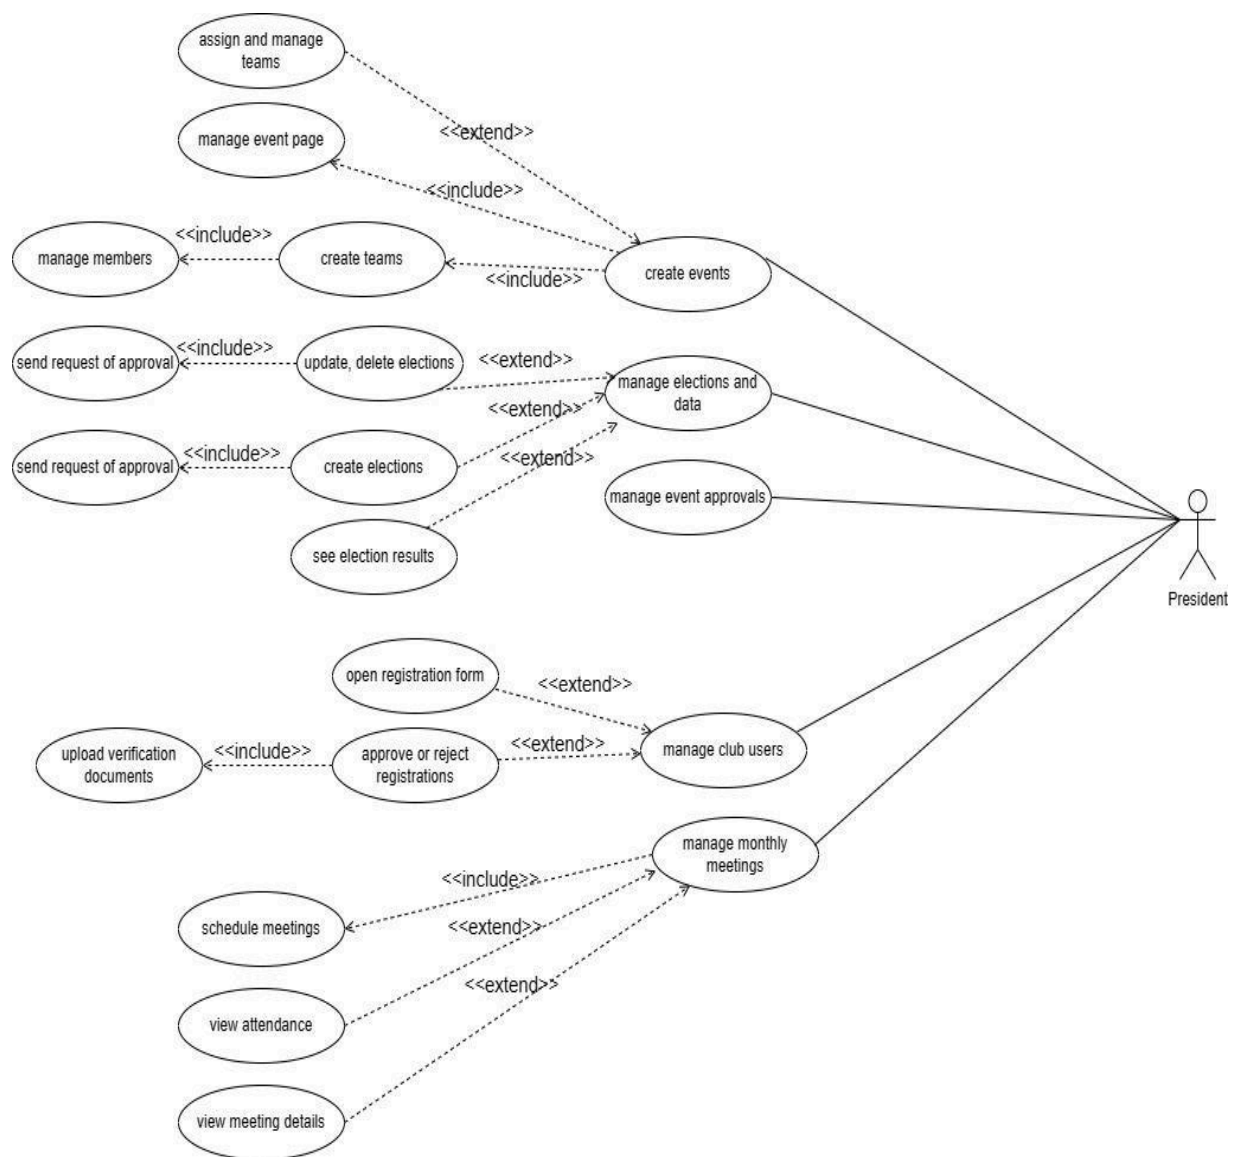 assign and manage
teams
<<extend>>
manage event page
<<include>>
<<include>>
manage members
create teams
<<include>>
create events
send request of approval
<<include>>
update, delete elections
<<extend>>
manage elections and
data
<<extend>>
send request of approval
<<include>>
create elections
<<extend>>
manage event approvals
see election results
President
open registration form
<<extend>>
upload verification
documents
<<include>>
approve or reject
registrations
<<extend>>
manage club users
manage monthly
meetings
<<include>>
schedule meetings
<<extend>>
<<extend>>
view attendance
view meeting details